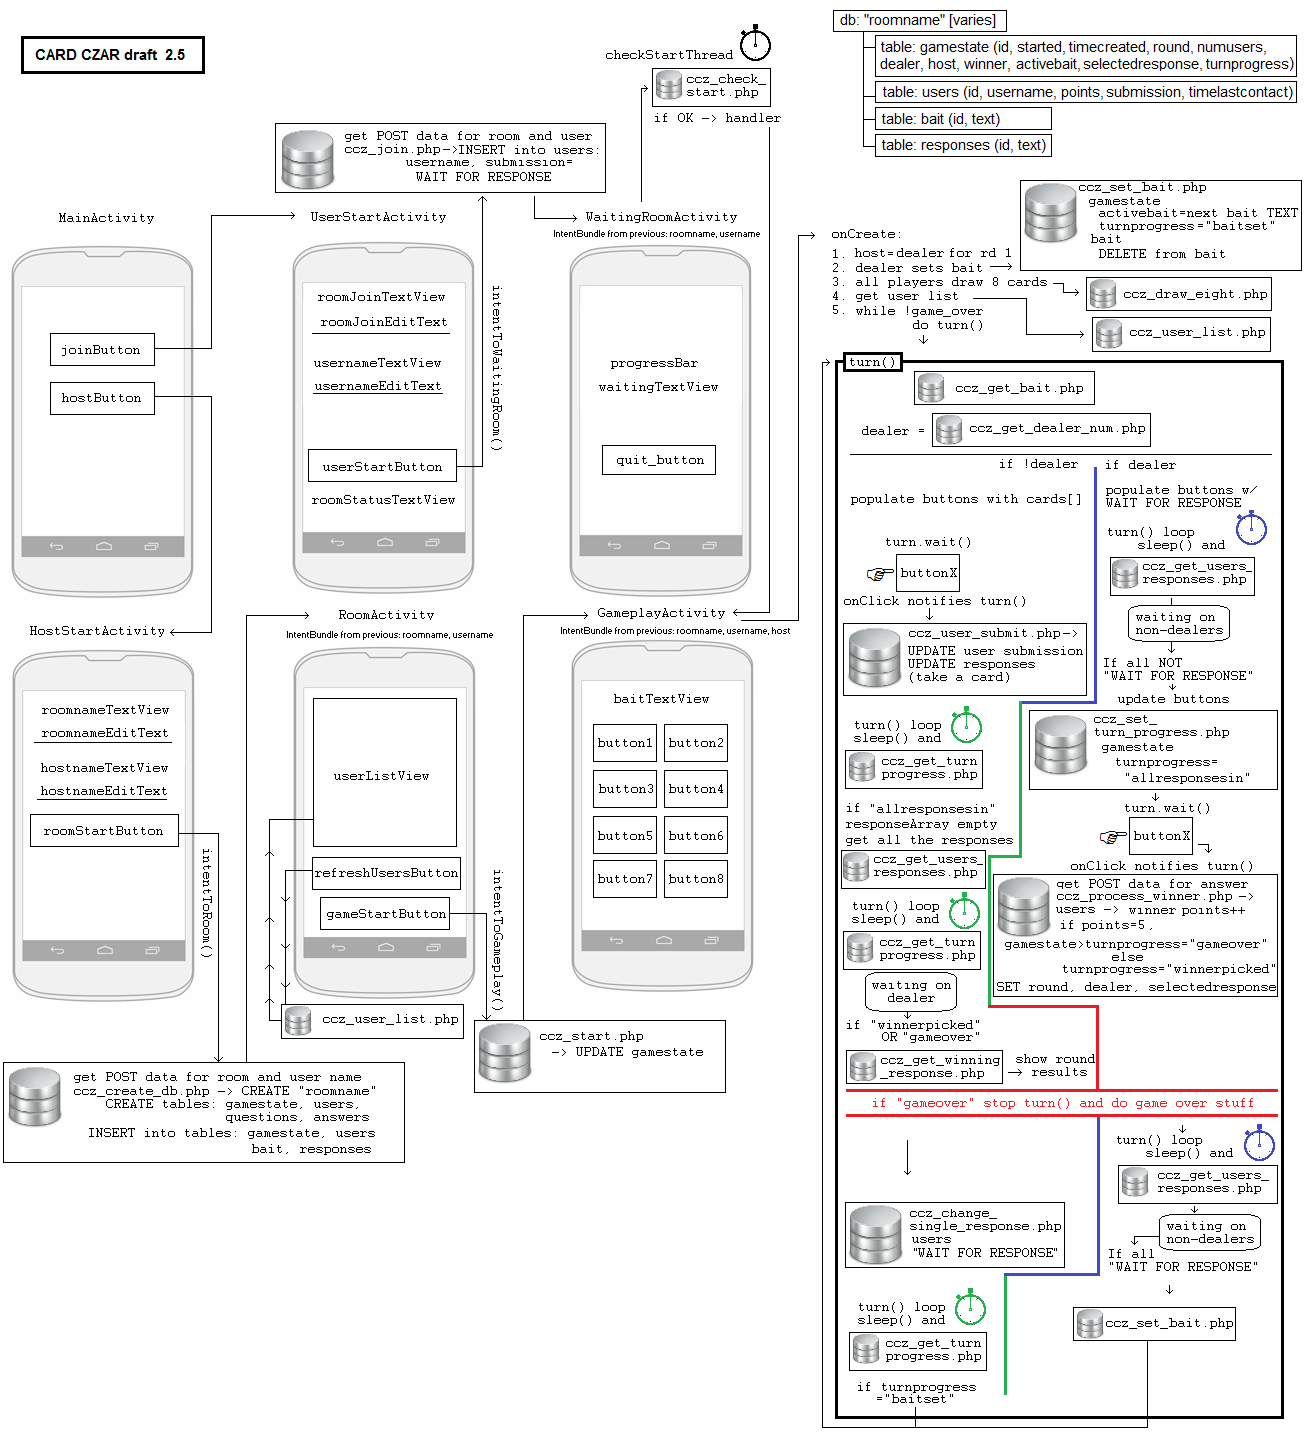 CARD CZAR draft  2.5
db: "roomname" [varies]
table: gamestate (id, started, timecreated, round, numusers,
dealer, host, winner, activebait, selectedresponse, turnprogress)
table: users (id, username, points, submission, timelastcontact)
table: bait (id, text)
table: responses (id, text)
checkStartThread
ccz_check_
start.php
if OK -> handler
get POST data for room and user
ccz_join.php->INSERT into users:
username, submission=
WAIT FOR RESPONSE
MainActivity
joinButton
hostButton
UserStartActivity
roomJoinTextView
roomJoinEditText
usernameTextView
usernameEditText
userStartButton
roomStatusTextView
intentToWaitingRoom()
WaitingRoomActivity
IntentBundle from previous: roomname, username
progressBar
waitingTextView
quit_button
HostStartActivity
roomnameTextView
roomnameEditText
hostnameTextView
hostnameEditText
roomStartButton
intentToRoom()
RoomActivity
IntentBundle from previous: roomname, username
userListView
refreshUsersButton
gameStartButton
intentToGameplay()
ccz_user_list.php
GameplayActivity
IntentBundle from previous: roomname, username, host
baitTextView
button1
button2
button3
button4
button5
button6
button7
button8
ccz_start.php
-> UPDATE gamestate
get POST data for room and user name
ccz_create_db.php -> CREATE "roomname"
CREATE tables: gamestate, users,
questions, answers
INSERT into tables: gamestate, users
bait, responses
onCreate:
1. host=dealer for rd 1
2. dealer sets bait
3. all players draw 8 cards
4. get user list
5. while !game_over
do turn()
ccz_set_bait.php
gamestate
activebait=next bait TEXT
turnprogress="baitset"
bait
DELETE from bait
ccz_draw_eight.php
ccz_user_list.php
turn()
ccz_get_bait.php
dealer =
ccz_get_dealer_num.php
if !dealer
populate buttons with cards[]
turn.wait()
buttonX
onClick notifies turn()
ccz_user_submit.php->
UPDATE user submission
UPDATE responses
(take a card)
turn() loop
sleep() and
ccz_get_turn
progress.php
if "allresponsesin"
responseArray empty
get all the responses
ccz_get_users_
responses.php
turn() loop
sleep() and
ccz_get_turn
progress.php
waiting on
dealer
if "winnerpicked"
OR "gameover"
ccz_get_winning
_response.php
show round
-> results
if dealer
populate buttons w/
WAIT FOR RESPONSE
turn() loop
sleep() and
ccz_get_users_
responses.php
waiting on
non-dealers
If all NOT
"WAIT FOR RESPONSE"
update buttons
ccz_set_
turn_progress.php
gamestate
turnprogress=
"allresponsesin"
turn.wait()
buttonX
onClick notifies turn()
get POST data for answer
ccz_process_winner.php ->
users -> winner points++
if points=5,
gamestate>turnprogress="gameover"
else
turnprogress="winnerpicked"
SET round, dealer, selectedresponse
if "gameover" stop turn() and do game over stuff
ccz_change_
single_response.php
users
"WAIT FOR RESPONSE"
turn() loop
sleep() and
ccz_get_turn
progress.php
if turnprogress
="baitset"
turn() loop
sleep() and
ccz_get_users_
responses.php
waiting on
non-dealers
If all
"WAIT FOR RESPONSE"
ccz_set_bait.php